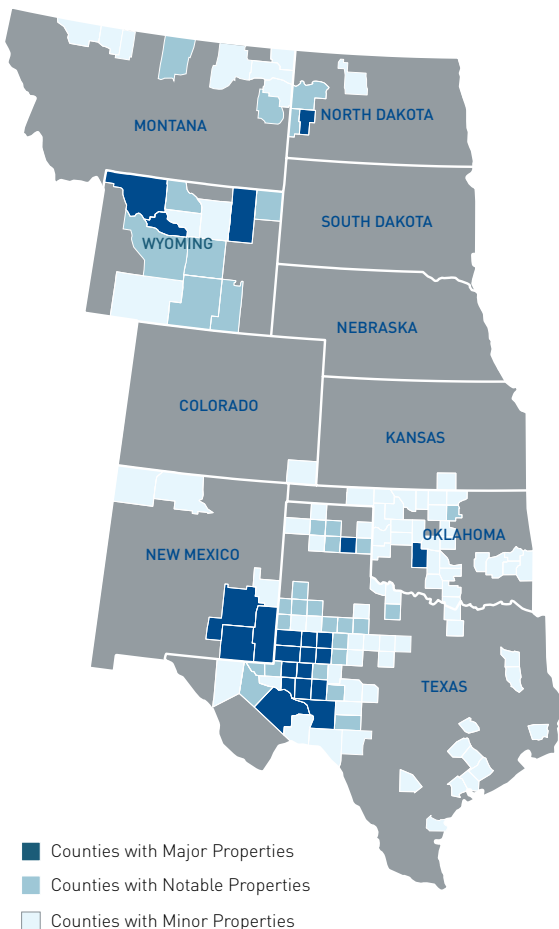 MONTANA
NORTH DAKOTA
SOUTH DAKOTA
WYOMING
NEBRASKA
COLORADO
KANSAS
OKLAHOMA
NEW MEXICO
TEXAS
Counties with Major Properties
Counties with Notable Properties
Counties with Minor Properties